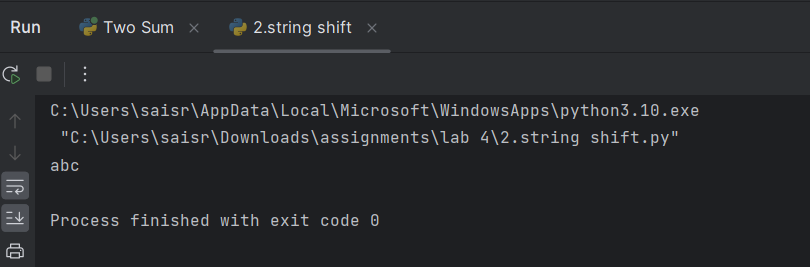 Run Two Sum × 2.string shift ×
C:\Users\saisr\AppData\Local\Microsoft\WindowsApps\python3.10.exe
"C:\Users\saisr\Downloads\assignments\lab 4\2.string shift.py"
abc
Process finished with exit code 0